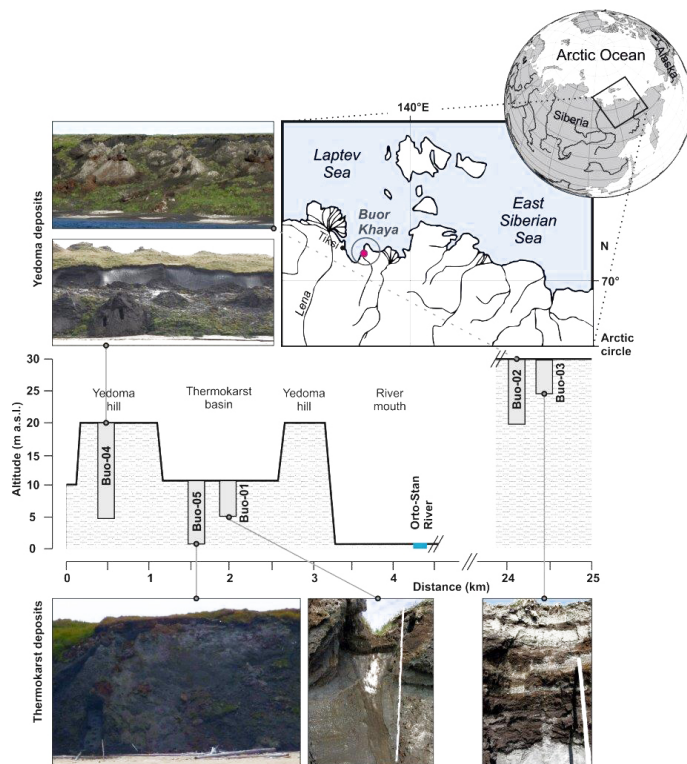 Arctic Ocean
Alaska
Siberia
140°E
Laptev
Sea
East
Siberian
Sea
Buor
Khaya
Tiksi
Lena
N
70°
Arctic
circle
Yedoma deposits
30
25
20
15
10
5
0
Altitude (m a.s.l.)
Yedoma
hill
Thermokarst
basin
Yedoma
hill
River
mouth
Buo-04
Buo-05
Buo-01
Orto-Stan
River
Buo-02
Buo-03
0 1 2 3 4 24 25
Distance (km)
Thermokarst deposits